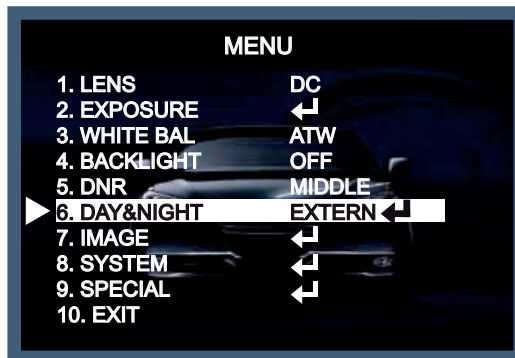 MENU
1. LENS DC
2. EXPOSURE ↵
3. WHITE BAL ATW
4. BACKLIGHT OFF
5. DNR MIDDLE
6. DAY&NIGHT EXTERN ↵
7. IMAGE ↵
8. SYSTEM ↵
9. SPECIAL ↵
10. EXIT